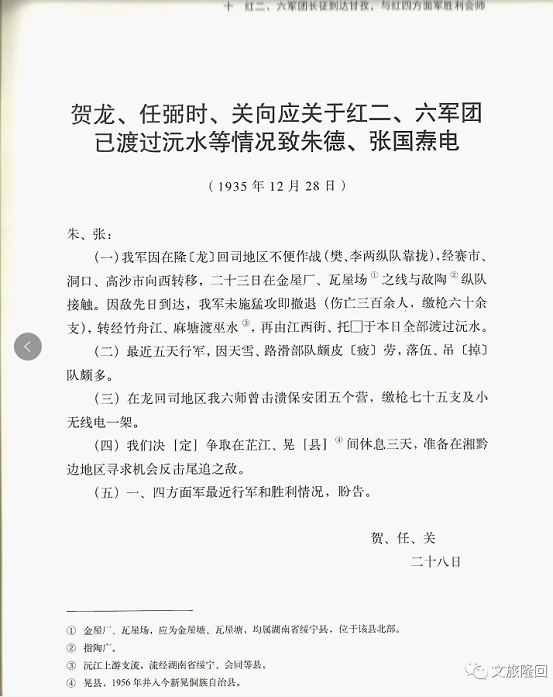 十　红二、六军团长征到达甘孜，与红四方面军胜利会师
贺龙、任弼时、关向应关于红二、六军团
已渡过沅水等情况致朱德、张国焘电
（1935 年 12 月 28 日）
朱、张：
（一）我军因在隆〔龙〕回司地区不便作战（樊、李两纵队靠拢），经赛市、
洞口、高沙市向西转移，二十三日在金屋厂、瓦屋场①之线与敌陶②纵队
接触。因敌先日到达，我军未施猛攻即撤退（伤亡三百余人，缴枪六十余
支），转经竹舟江、麻塘渡巫水③，再由江西街、托□于本日全部渡过沅水。
（二）最近五天行军，因天雪、路滑部队颇皮〔疲〕劳，落伍、吊〔掉〕
队颇多。
（三）在龙回司地区我六师曾击溃保安团五个营，缴枪七十五支及小
无线电一架。
（四）我们决［定］争取在芷江、晃［县］④间休息三天，准备在湘黔
边地区寻求机会反击尾追之敌。
（五）一、四方面军最近行军和胜利情况，盼告。
贺、任、关
二十八日
① 金屋厂、瓦屋场，应为金屋塘、瓦屋塘，均属湖南省绥宁县，位于该县北部。
② 指陶广。
③ 沅江上游支流，流经湖南省绥宁、会同等县。
④ 晃县，1956 年并入今新晃侗族自治县。
文旅隆回